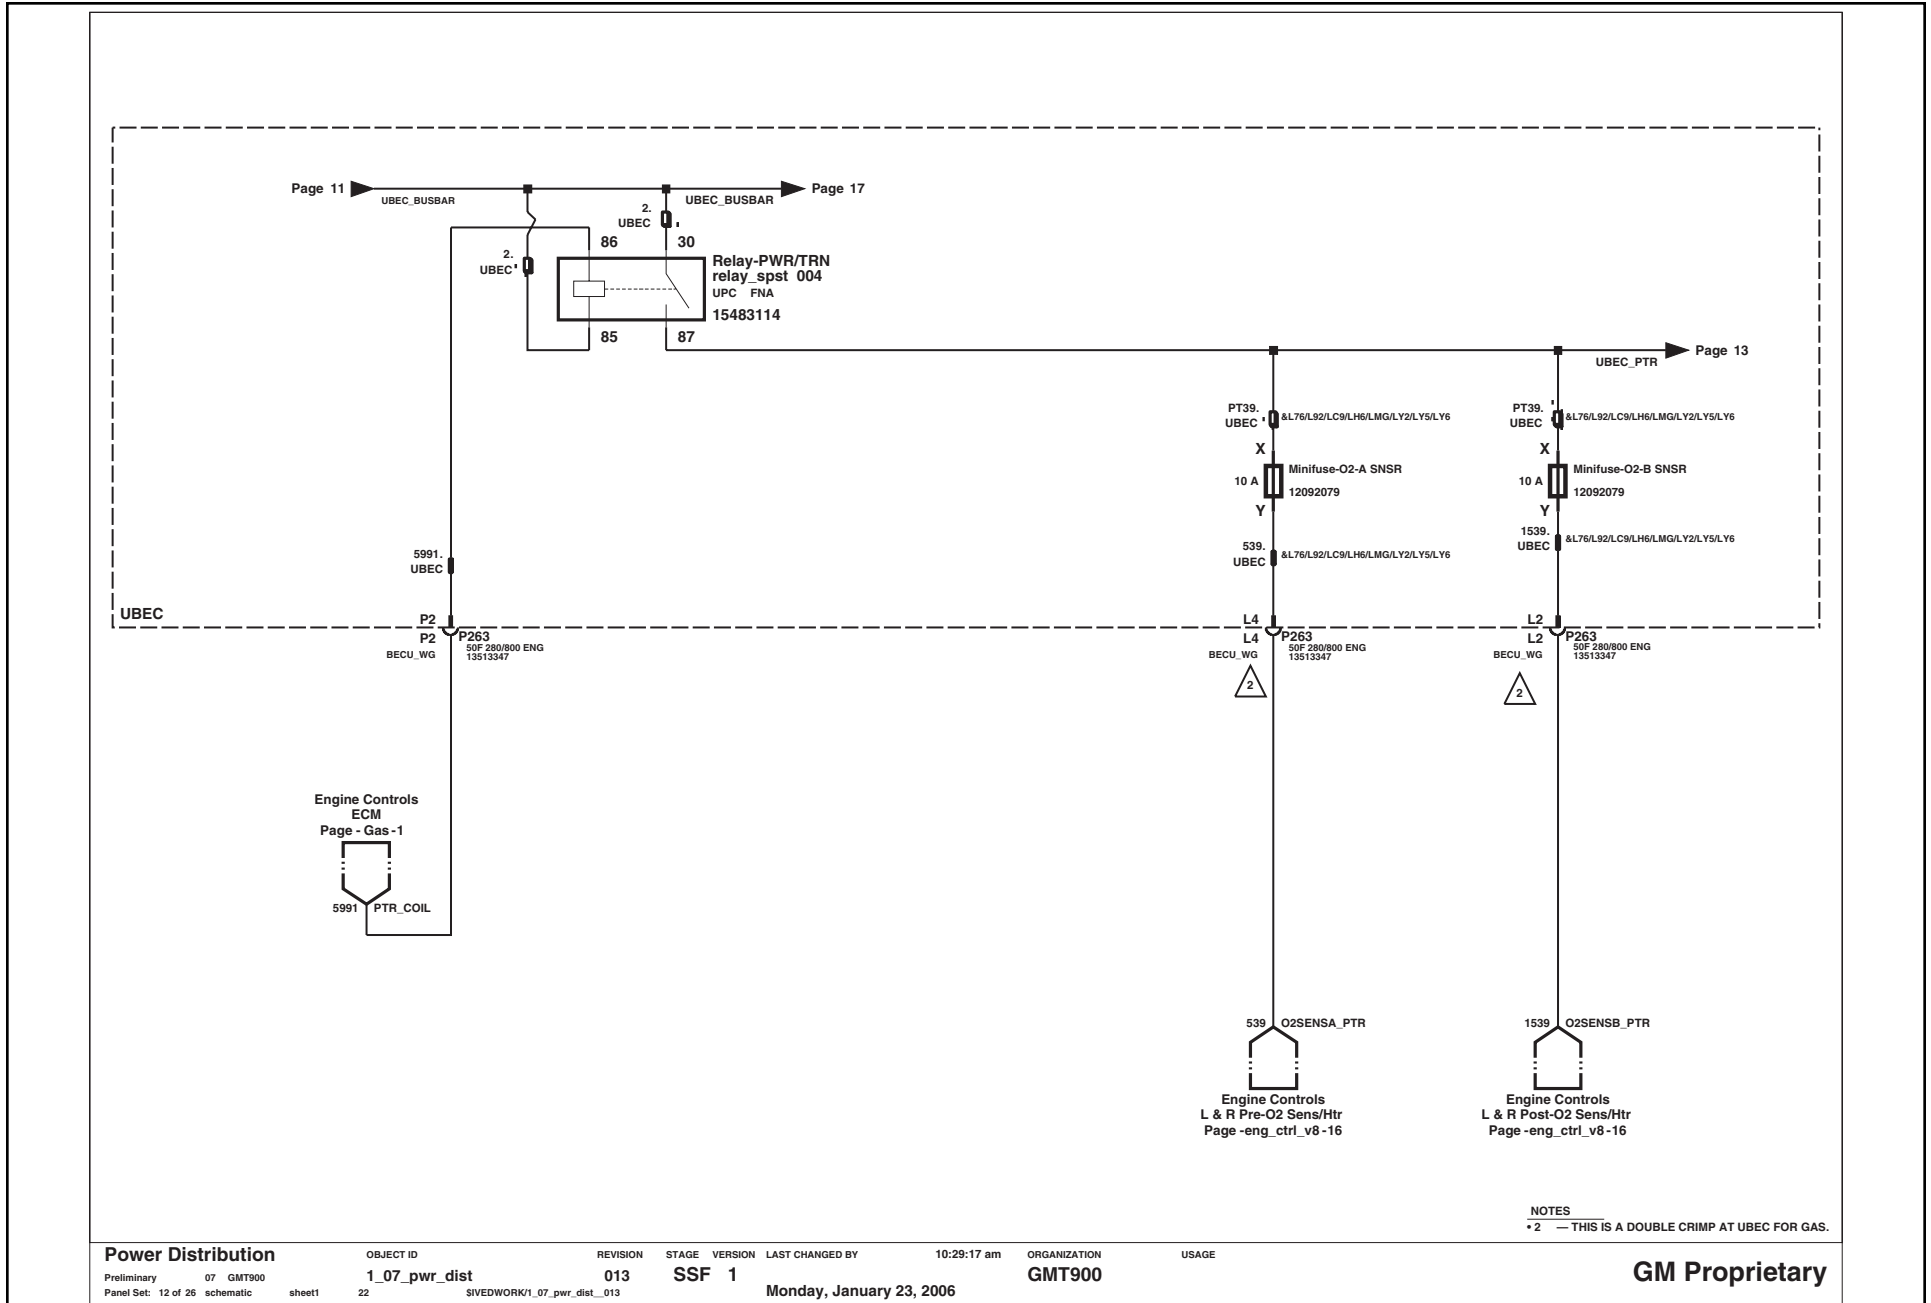 Page 11
UBEC_BUSBAR
UBEC_BUSBAR
Page 17
2.
UBEC
2.
UBEC
86
30
Relay-PWR/TRN
relay_spst 004
UPC FNA
15483114
85
87
UBEC_PTR
Page 13
PT39.
UBEC
&L76/L92/LC9/LH6/LMG/LY2/LY5/LY6
X
10 A
Minifuse-O2-A SNSR
12092079
Y
539.
UBEC
&L76/L92/LC9/LH6/LMG/LY2/LY5/LY6
PT39.
UBEC
&L76/L92/LC9/LH6/LMG/LY2/LY5/LY6
X
10 A
Minifuse-O2-B SNSR
12092079
Y
1539.
UBEC
&L76/L92/LC9/LH6/LMG/LY2/LY5/LY6
5991.
UBEC
UBEC
P2
P2
P263
50F 280/800 ENG
13513347
BECU_WG
L4
L4
P263
50F 280/800 ENG
13513347
BECU_WG
2
L2
L2
P263
50F 280/800 ENG
13513347
BECU_WG
2
Engine Controls
ECM
Page - Gas -1
5991 PTR_COIL
539 O2SENSA_PTR
Engine Controls
L & R Pre-O2 Sens/Htr
Page -eng_ctrl_v8 -16
1539 O2SENSB_PTR
Engine Controls
L & R Post-O2 Sens/Htr
Page -eng_ctrl_v8 -16
NOTES
• 2 — THIS IS A DOUBLE CRIMP AT UBEC FOR GAS.
Power Distribution
Preliminary 07 GMT900
Panel Set: 12 of 26 schematic sheet1 22 $IVEDWORK/1_07_pwr_dist__013
OBJECT ID
1_07_pwr_dist
REVISION
013
STAGE
SSF
VERSION
1
LAST CHANGED BY
10:29:17 am
Monday, January 23, 2006
ORGANIZATION
GMT900
USAGE
GM Proprietary